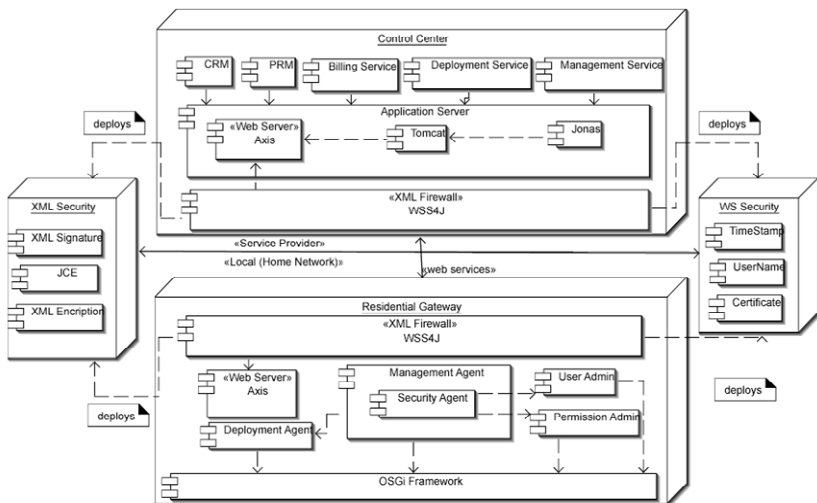 Control Center
CRM
PRM
Billing Service
Deployment Service
Management Service
Application Server
«Web Server»
Axis
Tomcat
Jonas
deploys
deploys
«XML Firewall»
WSS4J
XML Security
XML Signature
JCE
XML Encription
WS Security
TimeStamp
UserName
Certificate
«Service Provider»
«Local (Home Network)»
«web services»
Residential Gateway
«XML Firewall»
WSS4J
«Web Server»
Axis
Management Agent
Security Agent
User Admin
Permission Admin
Deployment Agent
deploys
deploys
OSGi Framework